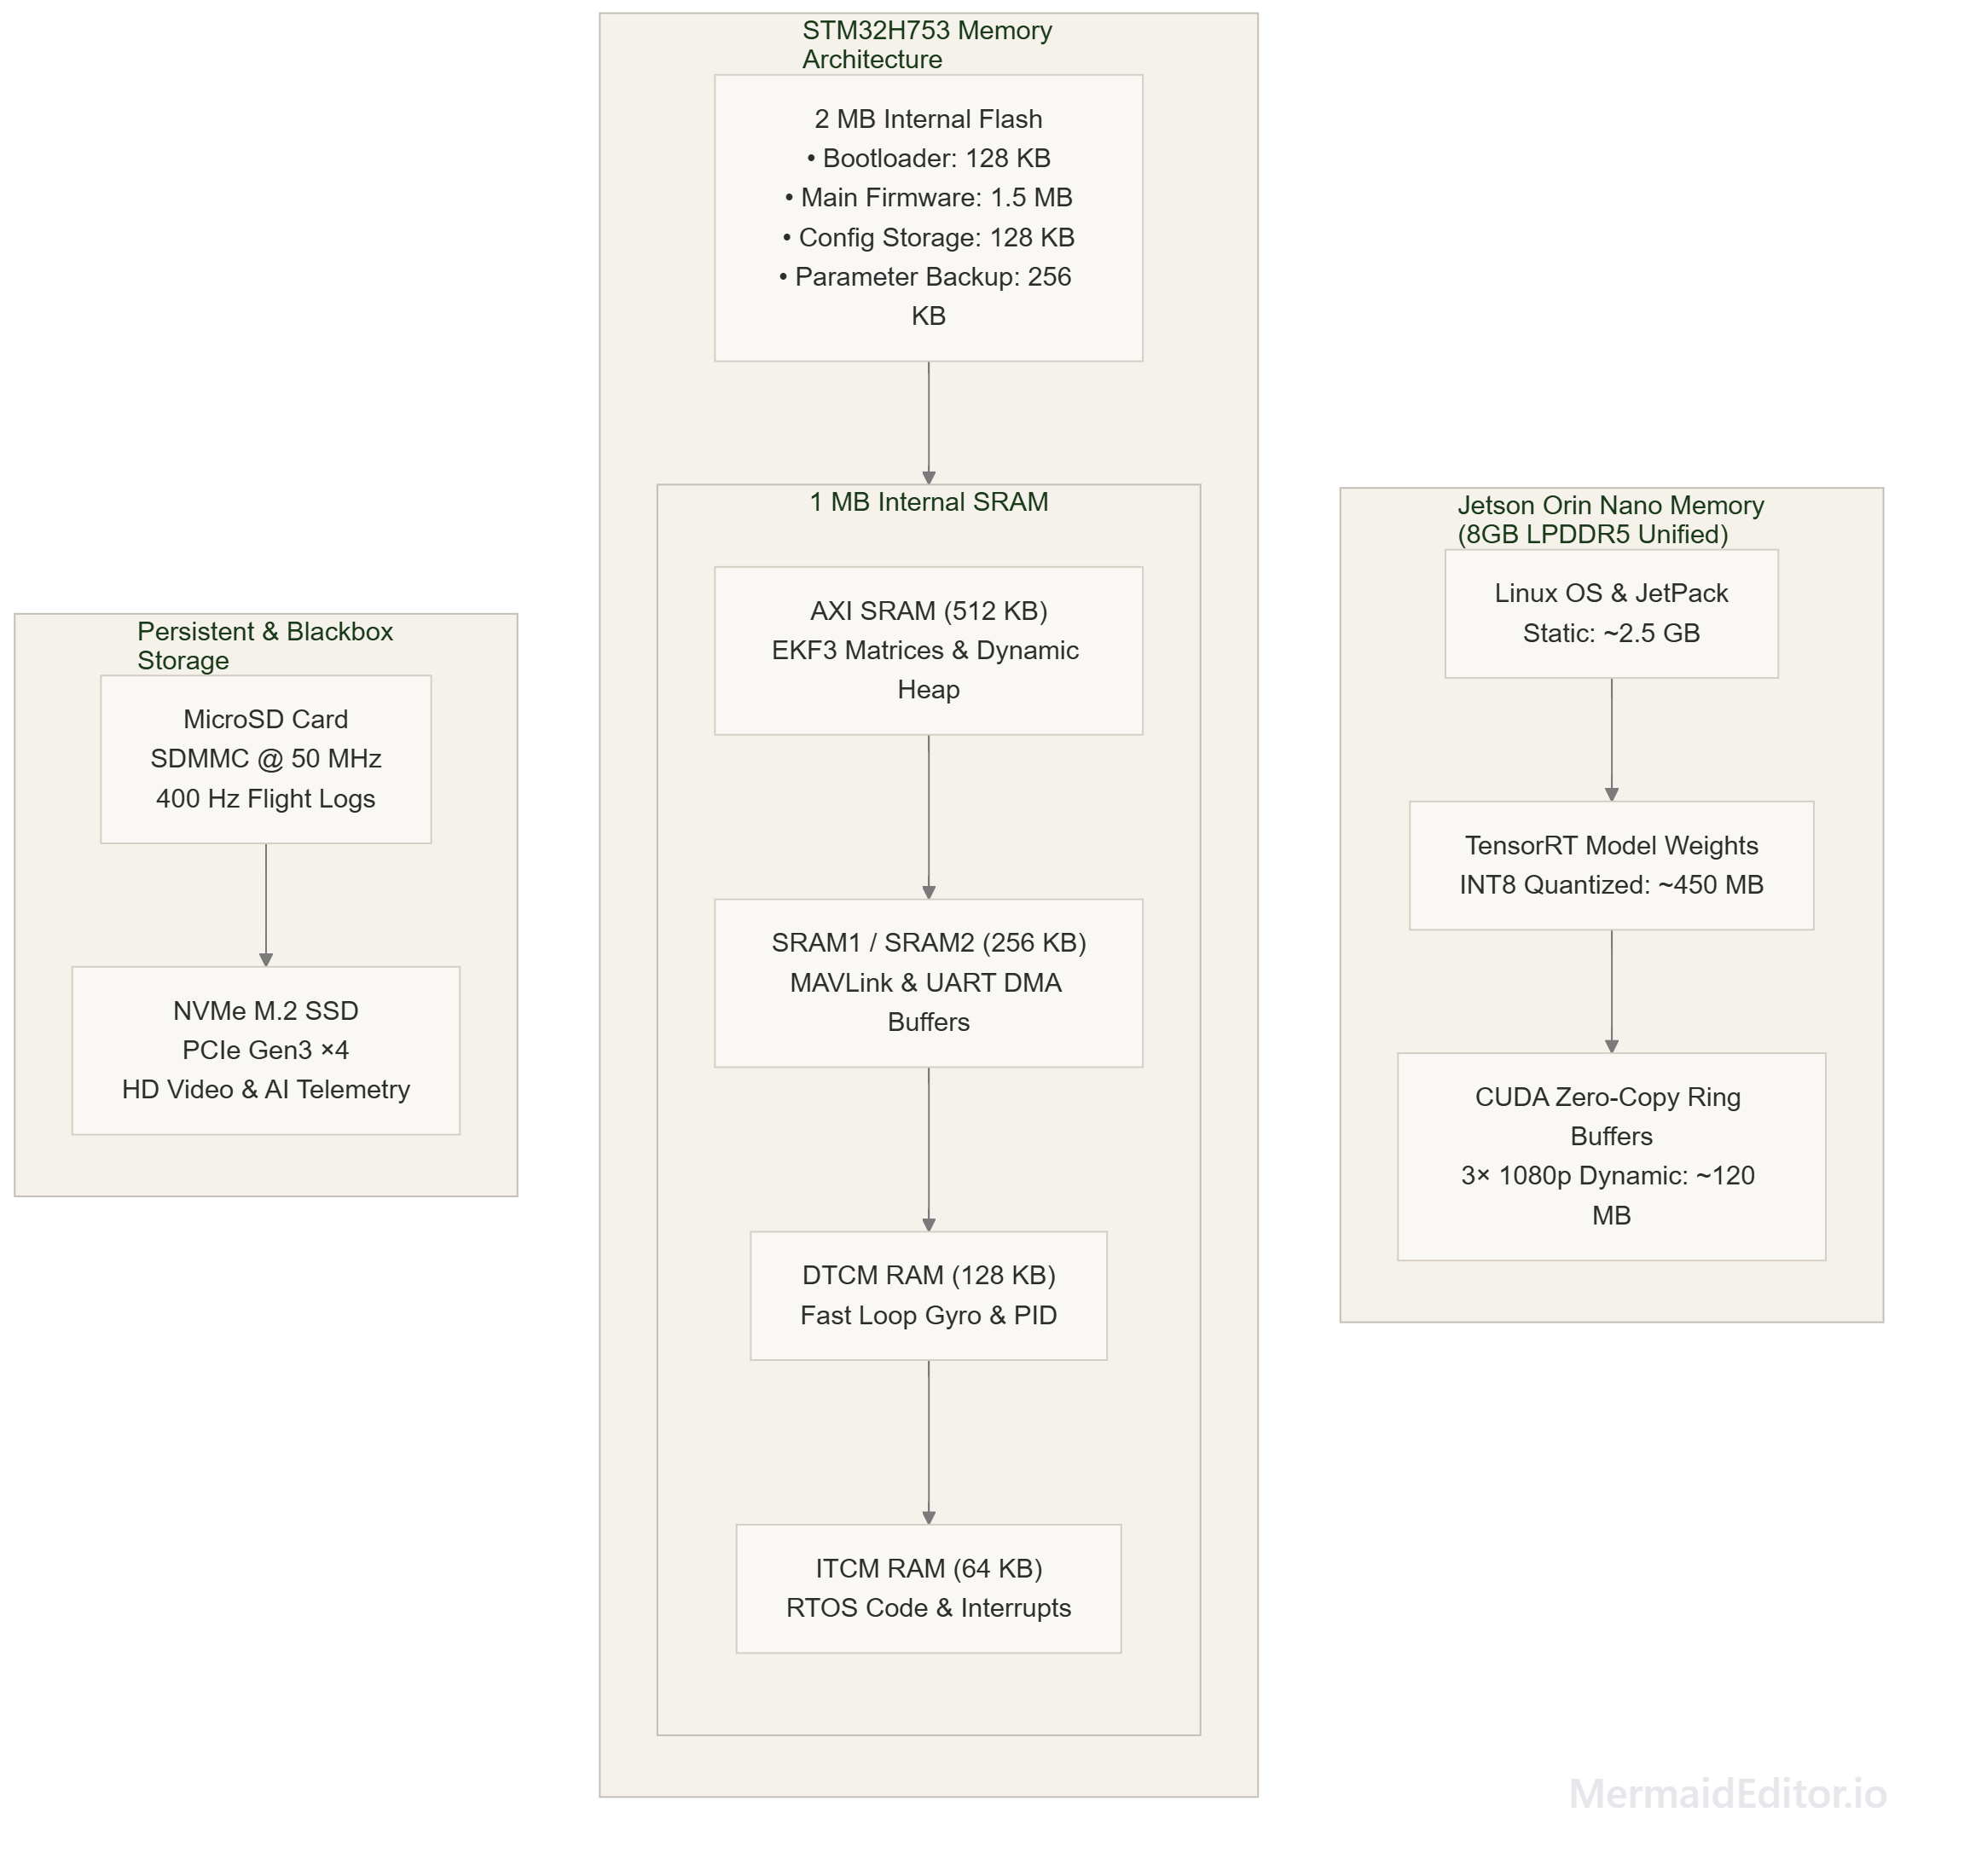 STM32H753 Memory
Architecture
2 MB Internal Flash
• Bootloader: 128 KB
• Main Firmware: 1.5 MB
• Config Storage: 128 KB
• Parameter Backup: 256
KB
1 MB Internal SRAM
AXI SRAM (512 KB)
EKF3 Matrices & Dynamic
Heap
SRAM1 / SRAM2 (256 KB)
MAVLink & UART DMA
Buffers
DTCM RAM (128 KB)
Fast Loop Gyro & PID
ITCM RAM (64 KB)
RTOS Code & Interrupts
Persistent & Blackbox
Storage
MicroSD Card
SDMMC @ 50 MHz
400 Hz Flight Logs
NVMe M.2 SSD
PCIe Gen3 ×4
HD Video & AI Telemetry
Jetson Orin Nano Memory
(8GB LPDDR5 Unified)
Linux OS & JetPack
Static: ~2.5 GB
TensorRT Model Weights
INT8 Quantized: ~450 MB
CUDA Zero-Copy Ring
Buffers
3× 1080p Dynamic: ~120
MB
MermaidEditor.io